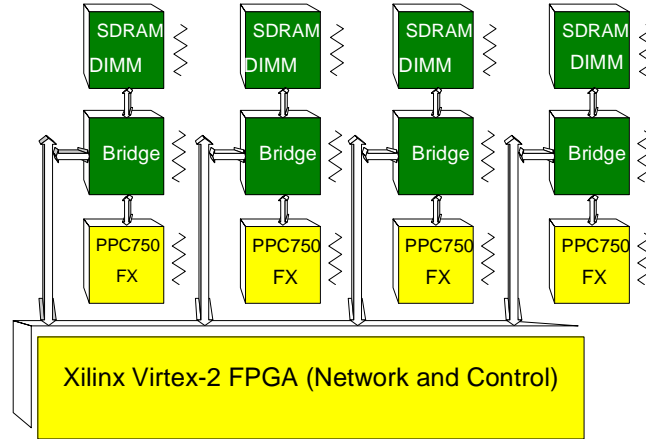 SDRAM
DIMM
SDRAM
DIMM
SDRAM
DIMM
SDRAM
DIMM
Bridge
Bridge
Bridge
Bridge
PPC750
FX
PPC750
FX
PPC750
FX
PPC750
FX
Xilinx Virtex-2 FPGA (Network and Control)